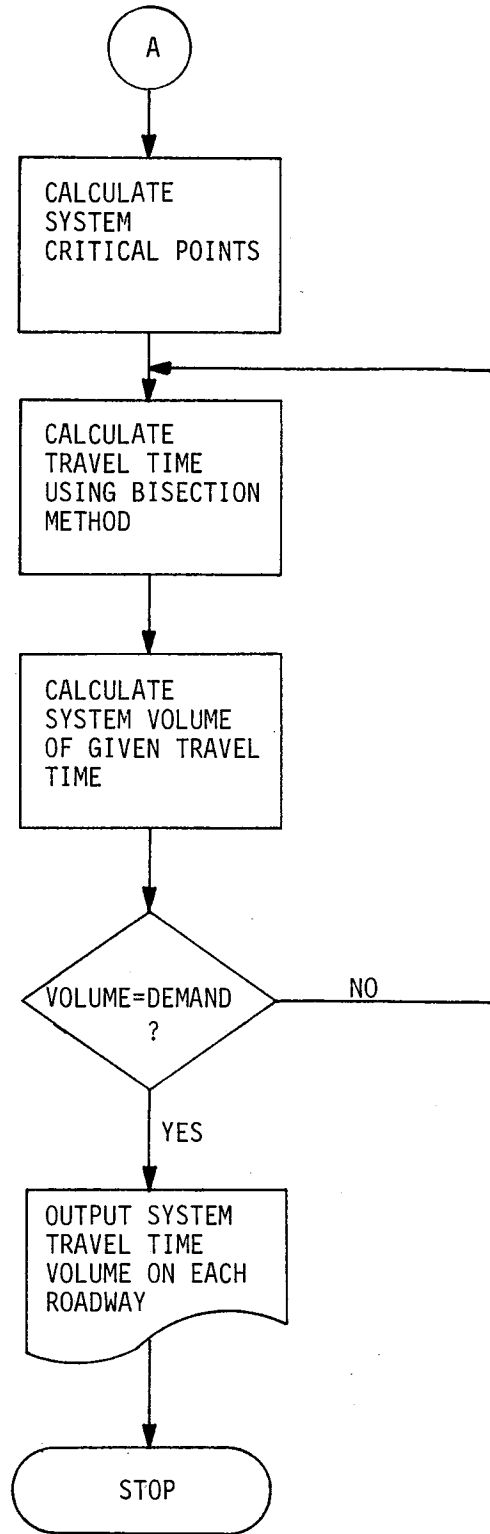 A
CALCULATE
SYSTEM
CRITICAL POINTS
CALCULATE
TRAVEL TIME
USING BISECTION
METHOD
CALCULATE
SYSTEM VOLUME
OF GIVEN TRAVEL
TIME
VOLUME=DEMAND
?
NO
YES
OUTPUT SYSTEM
TRAVEL TIME
VOLUME ON EACH
ROADWAY
STOP